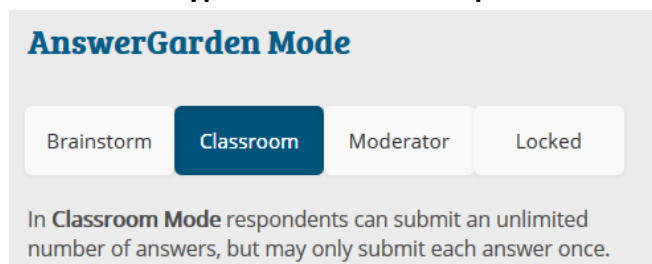 AnswerGarden Mode
Brainstorm Classroom Moderator Locked
In Classroom Mode respondents can submit an unlimited
number of answers, but may only submit each answer once.